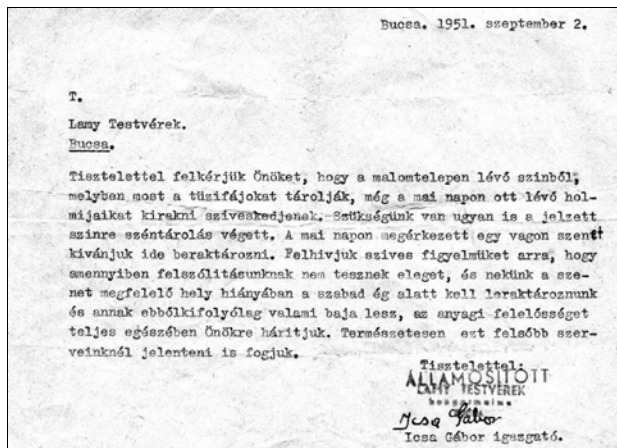 Bucsa. 1951. szeptember 2.
T.
Lamy Testvérek.
Bucsa.
Tisztelettel felkérjük Önöket, hogy a malomtelepen lévő szinből,
melyben most a tüzifájokat tárolják, még a mai napon ott lévő hol-
mijaikat kirakni sziveskedjenek. Szükségünk van ugyan is a jelzett
szinre széntárolás végett. A mai napon megérkezett egy vagon szenet
kivánjuk ide beraktározni. Felhivjuk szives figyelmüket arra, hogy
amennyiben felszólitásunknak nem tesznek eleget, és nekünk a sze-
net megfelelő hely hiányában a szabad ég alatt kell leraktároznunk
és annak ebbőlkifolyólag valami baja lesz, az anyagi felelősséget
teljes egészében Önökre háritjuk. Természetesen ezt felsőbb szer-
veinknél jelenteni is fogjuk.
Tisztelettel:
ÁLLAMOSÍTOTT
LAMY TESTVÉREK
hengermalma
Icsa Gábor
Icsa Gábor igazgató.